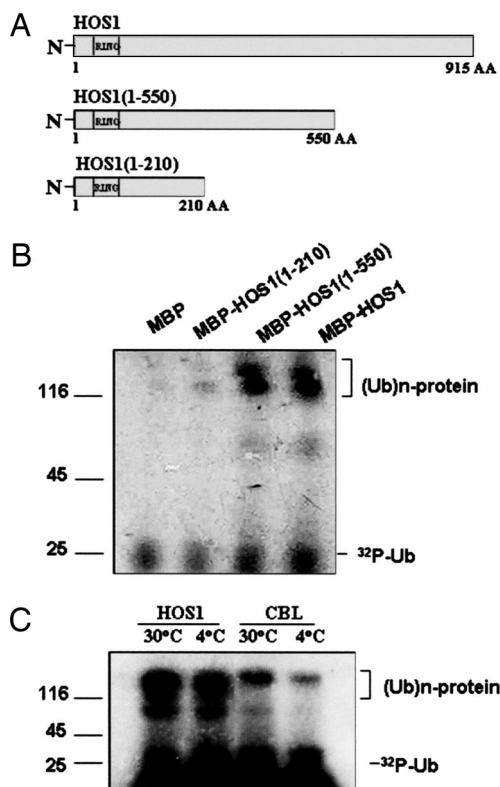 A
HOS1
N- RING
1 915 AA
HOS1(1-550)
N- RING
1 550 AA
HOS1(1-210)
N- RING
1 210 AA
B
MBP MBP-HOS1(1-210) MBP-HOS1(1-550) MBP-HOS1
116 (Ub)n-protein
45
25 32P-Ub
C
HOS1 CBL
30°C 4°C 30°C 4°C
116 (Ub)n-protein
45
25 -32P-Ub